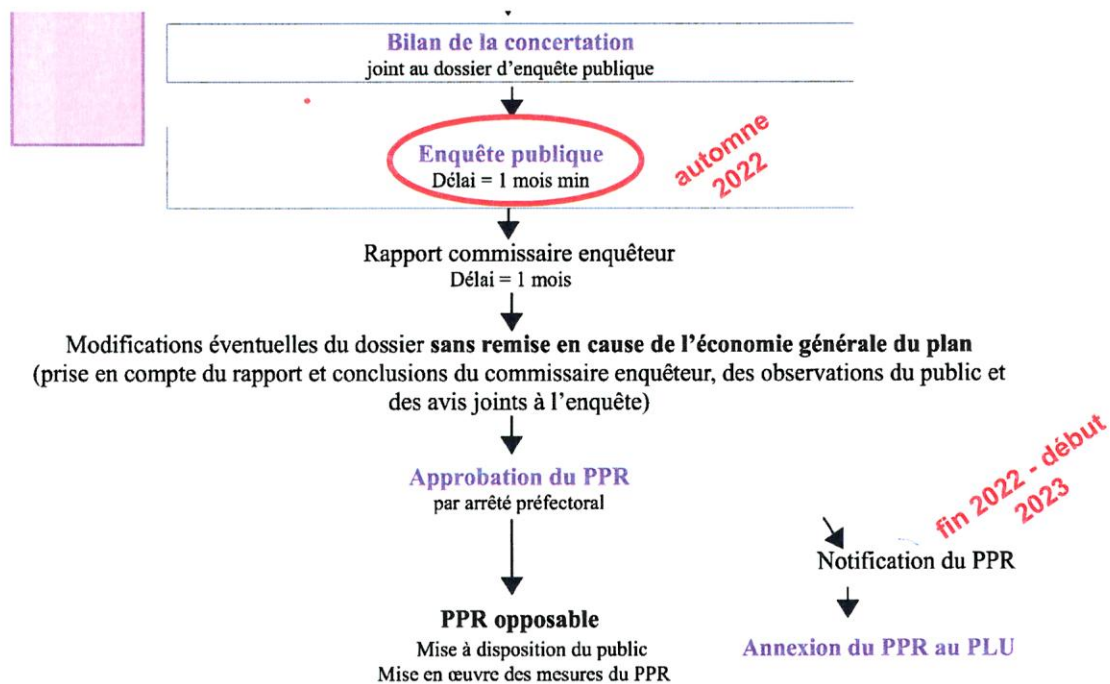 Bilan de la concertation
joint au dossier d'enquête publique
Enquête publique
Délai = 1 mois min
automne
2022
Rapport commissaire enquêteur
Délai = 1 mois
Modifications éventuelles du dossier sans remise en cause de l'économie générale du plan
(prise en compte du rapport et conclusions du commissaire enquêteur, des observations du public et
des avis joints à l'enquête)
Approbation du PPR
par arrêté préfectoral
fin 2022 - début
2023
Notification du PPR
PPR opposable
Mise à disposition du public
Mise en œuvre des mesures du PPR
Annexion du PPR au PLU